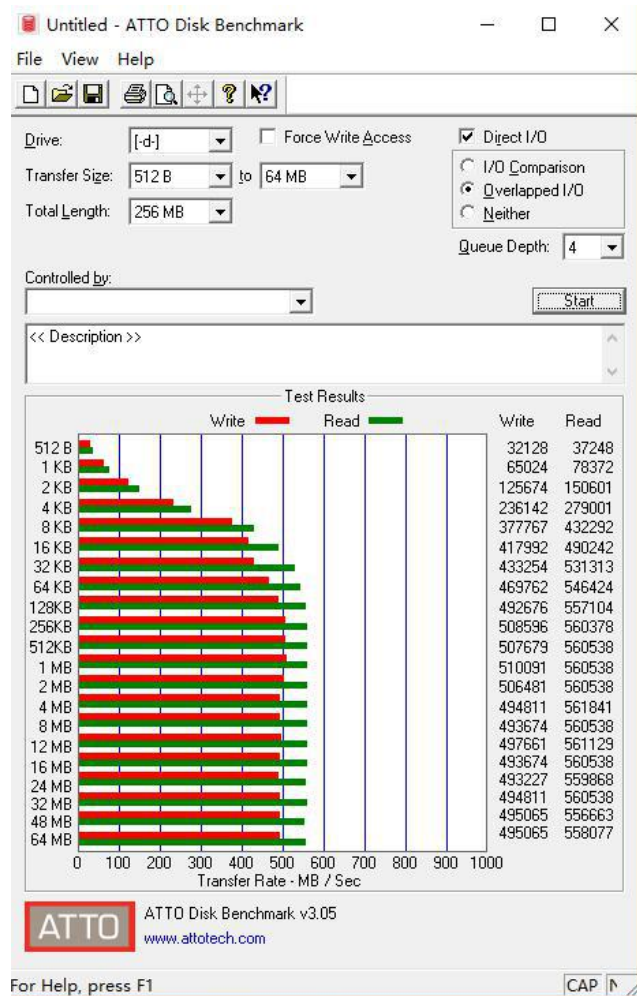 Untitled - ATTO Disk Benchmark
File View Help
Drive: [-d-] Force Write Access Direct I/O
Transfer Size: 512 B to 64 MB I/O Comparison
Overlapped I/O
Total Length: 256 MB Neither
Queue Depth: 4
Controlled by:
Start
<< Description >>
Test Results
Write Read Write Read
512 B 32128 37248
1 KB 65024 78372
2 KB 125674 150601
4 KB 236142 279001
8 KB 377767 432292
16 KB 417992 490242
32 KB 433254 531313
64 KB 469762 546424
128KB 492676 557104
256KB 508596 560378
512KB 507679 560538
1 MB 510091 560538
2 MB 506481 560538
4 MB 494811 561841
8 MB 493674 560538
12 MB 497661 561129
16 MB 493674 560538
24 MB 493227 559868
32 MB 494811 560538
48 MB 495065 556663
64 MB 495065 558077
0 100 200 300 400 500 600 700 800 900 1000
Transfer Rate - MB / Sec
ATTO
ATTO Disk Benchmark v3.05
www.attotech.com
For Help, press F1 CAP